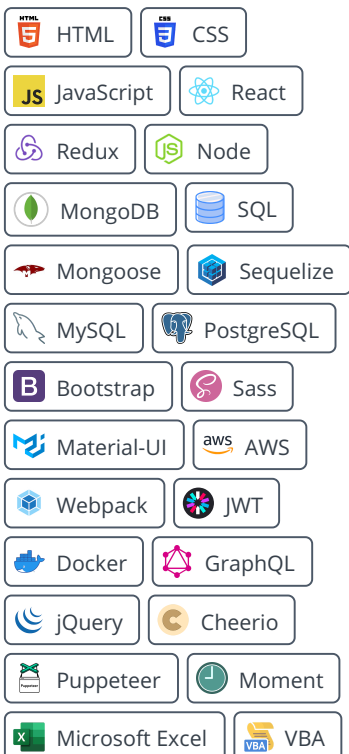 HTML CSS
JavaScript React
Redux Node
MongoDB SQL
Mongoose Sequelize
MySQL PostgreSQL
Bootstrap Sass
Material-UI AWS
Webpack JWT
Docker GraphQL
jQuery Cheerio
Puppeteer Moment
Microsoft Excel VBA